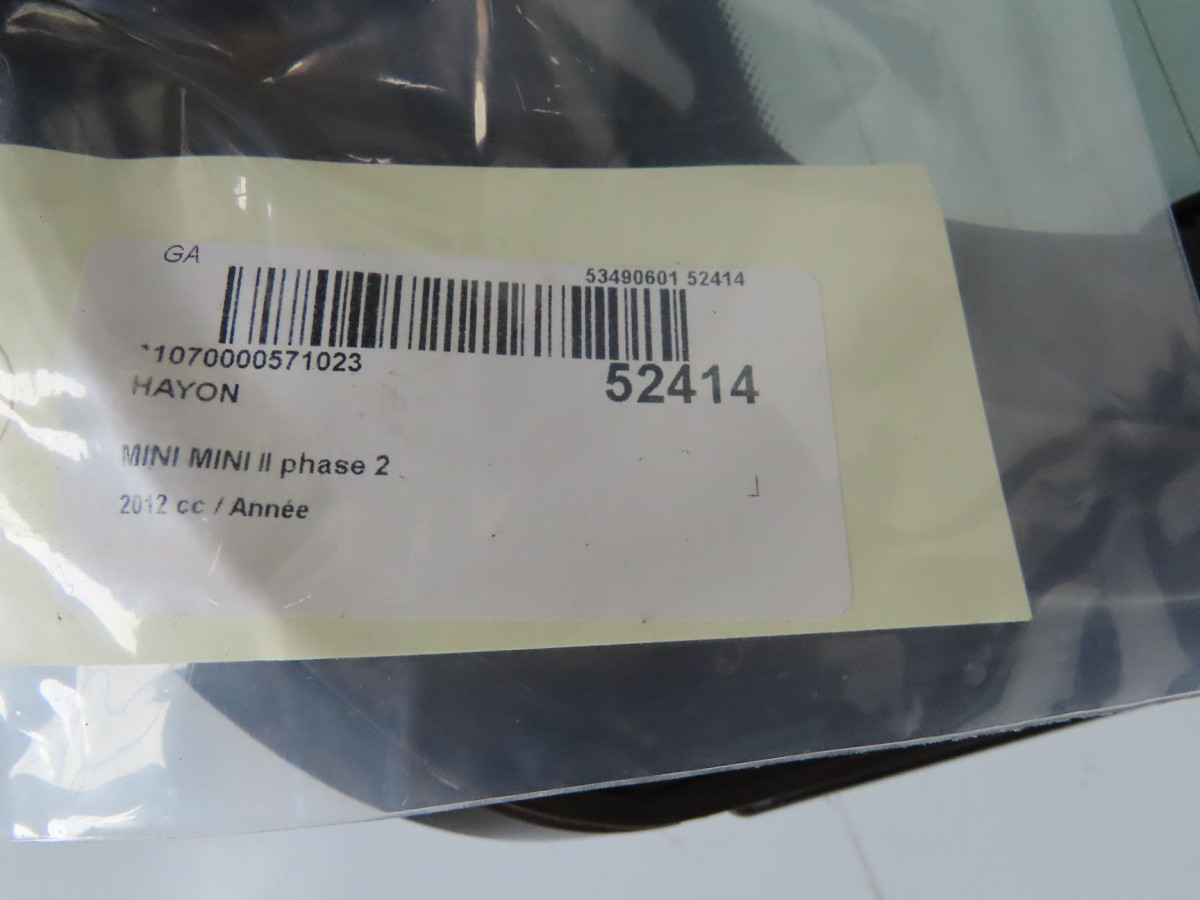 GA
53490601 52414
*1070000571023
52414
HAYON
MINI MINI II phase 2
2012 cc / Année